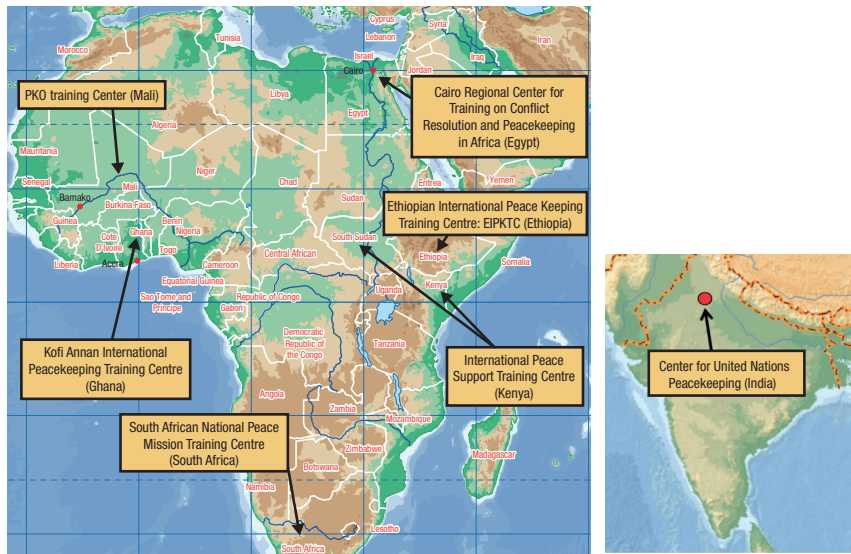 Cyprus
Syria
Tunisia
Lebanon
Iran
Morocco
Israel
Iraq
Cairo
Jordan
PKO training Center (Mali)
Libya
Egypt
Cairo Regional Center for
Training on Conflict
Resolution and Peacekeeping
in Africa (Egypt)
Algeria
Mauntania
Niger
Senegal
Mali
Chad
Eritrea
Yemen
Bamako
Sudan
Burkina Faso
Guinea
Benin
Nigeria
Ghana
Cote
D'Ivoire
Togo
Ethiopian International Peace Keeping
Training Centre: EIPKTC (Ethiopia)
South Sudan
Liberia
Accra
Cameroon
Central African
Ethiopia
Somalia
Equatonal Guinea
Uganda
Kenya
Sao Tome and
Principe
Republic of Congo
Gabon
Democratic
Republic of
the Congo
Tanzania
Kofi Annan International
Peacekeeping Training Centre
(Ghana)
International Peace
Support Training Centre
(Kenya)
Center for United Nations
Peacekeeping (India)
Angola
Zambia
Mozambique
South African National Peace
Mission Training Centre
(South Africa)
Zimbabwe
Madagascar
Botswana
Namibia
Lesotho
South Africa